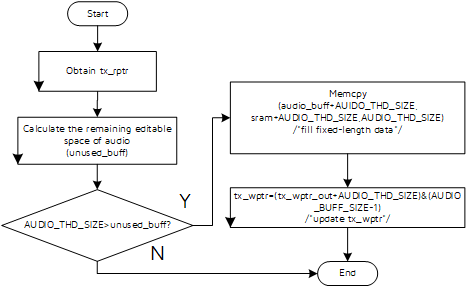 Start
Obtain tx_rptr
Calculate the remaining editable
space of audio
(unused_buff)
AUDIO_THD_SIZE>unused_buff?
Y
N
Memcpy
(audio_buff+AUIDO_THD_SIZE,
sram+AUDIO_THD_SIZE,AUDIO_THD_SIZE)
/"fill fixed-length data"/
tx_wptr=(tx_wptr_out+AUDIO_THD_SIZE)&(AUDIO
_BUFF_SIZE-1)
/"update tx_wptr"/
End